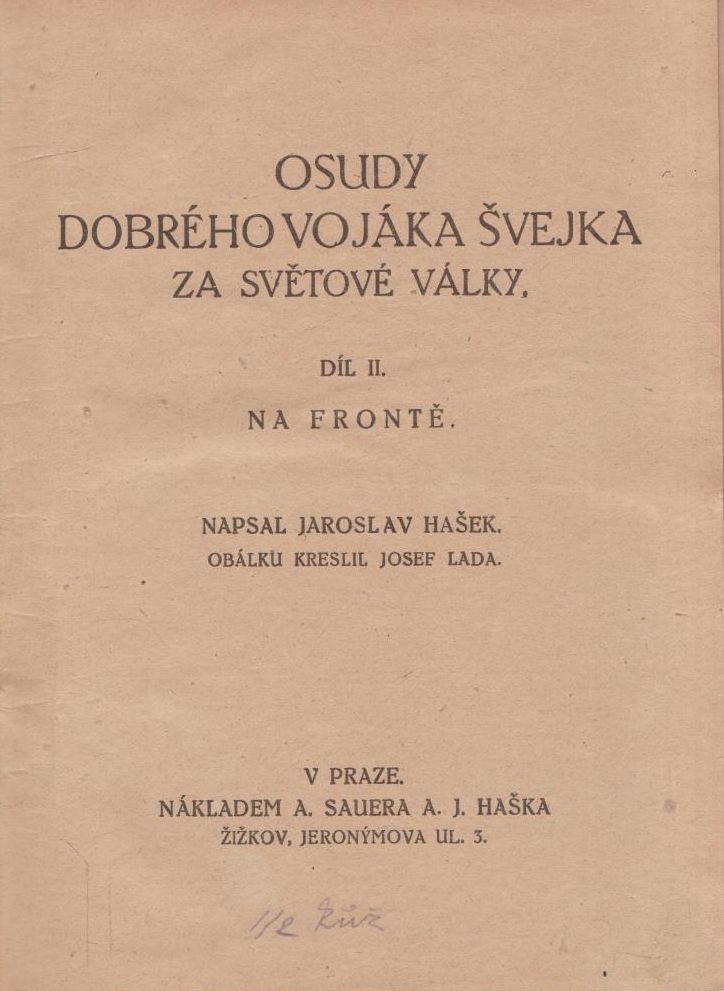 OSUDY
DOBRÉHO VOJÁKA ŠVEJKA
ZA SVĚTOVÉ VÁLKY.
DÍL II.
NA FRONTĚ.
NAPSAL JAROSLAV HAŠEK.
OBÁLKU KRESLIL JOSEF LADA.
V PRAZE.
NÁKLADEM A. SAUERA A. J. HAŠKA
ŽIŽKOV, JERONÝMOVA UL. 3.